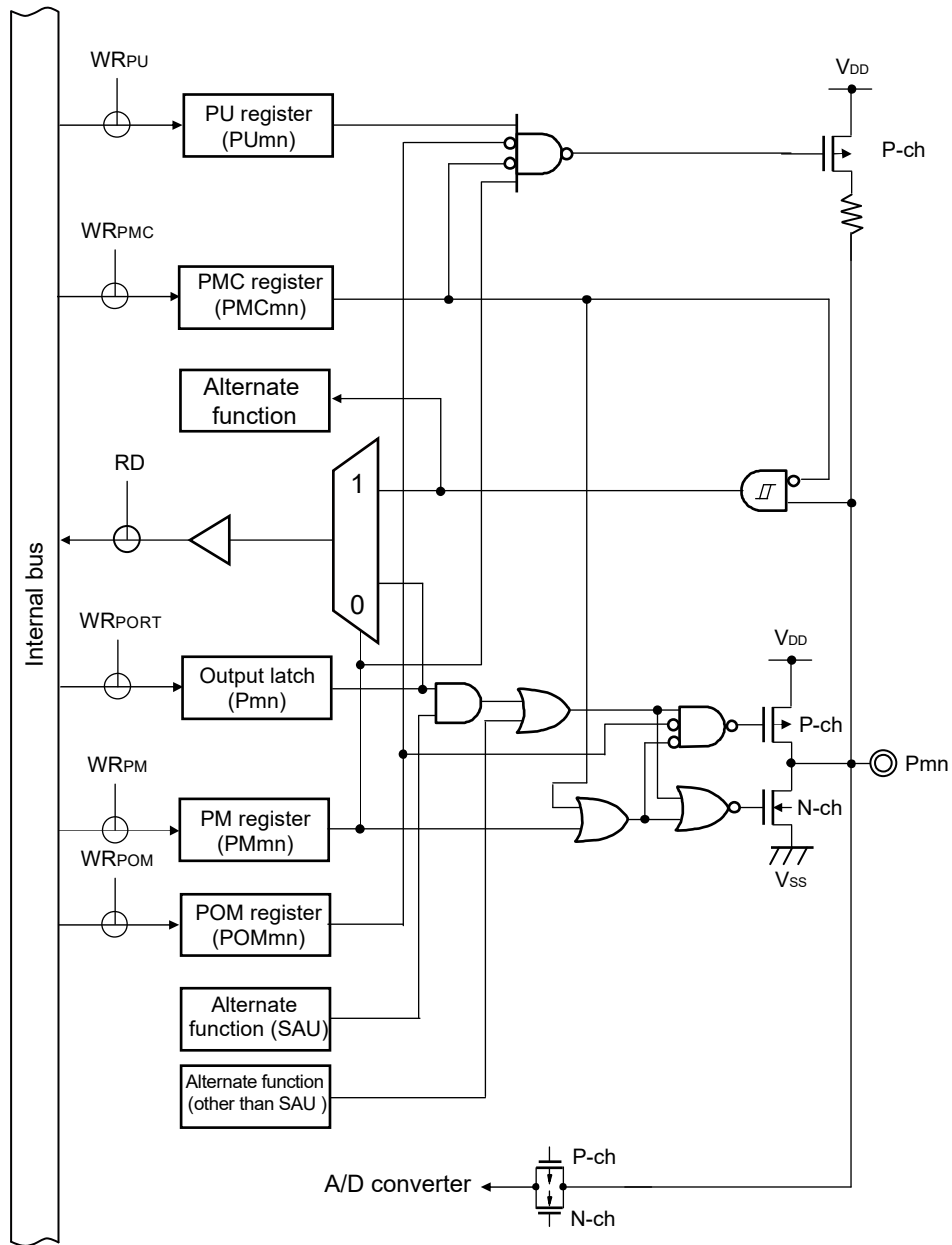 WRPU
PU register
(PUmn)
VDD
P-ch
WRPMC
PMC register
(PMCmn)
Alternate
function
RD
1
0
Internal bus
WRPORT
Output latch
(Pmn)
VDD
P-ch
Pmn
N-ch
VSS
WRPM
PM register
(PMmn)
WRPOM
POM register
(POMmn)
Alternate
function (SAU)
Alternate function
(other than SAU )
P-ch
A/D converter
N-ch